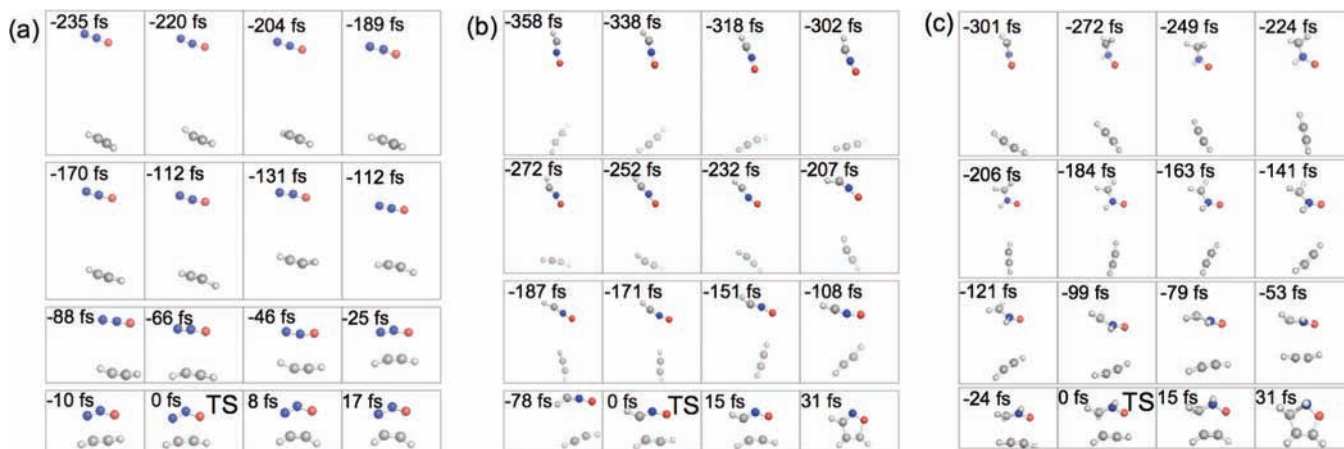 (a)
-235 fs -220 fs -204 fs -189 fs
-170 fs -112 fs -131 fs -112 fs
-88 fs -66 fs -46 fs -25 fs
-10 fs 0 fs TS 8 fs 17 fs
(b)
-358 fs -338 fs -318 fs -302 fs
-272 fs -252 fs -232 fs -207 fs
-187 fs -171 fs -151 fs -108 fs
-78 fs 0 fs TS 15 fs 31 fs
(c)
-301 fs -272 fs -249 fs -224 fs
-206 fs -184 fs -163 fs -141 fs
-121 fs -99 fs -79 fs -53 fs
-24 fs 0 fs TS 15 fs 31 fs